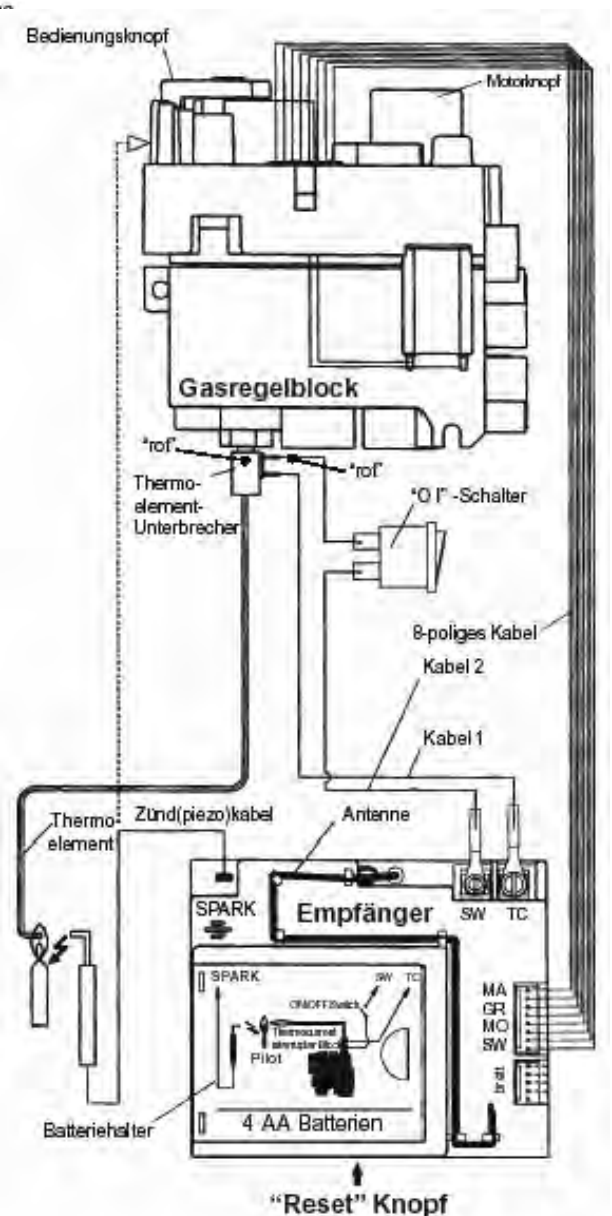 Bedienungsknopf
Motorknopf
Gasregelblock
"rof"
"rof"
Thermo-
element-
Unterbrecher
"O I" -Schalter
8-poliges Kabel
Kabel 2
Kabel 1
Thermo
element
Zünd(piezo)kabel
Antenne
SPARK
Empfänger
SW
TC
SPARK
SW
TC
ON/OFF Switch
Pilot
MA
GR
MO
SW
Batteriehalter
4 AA Batterien
"Reset" Knopf